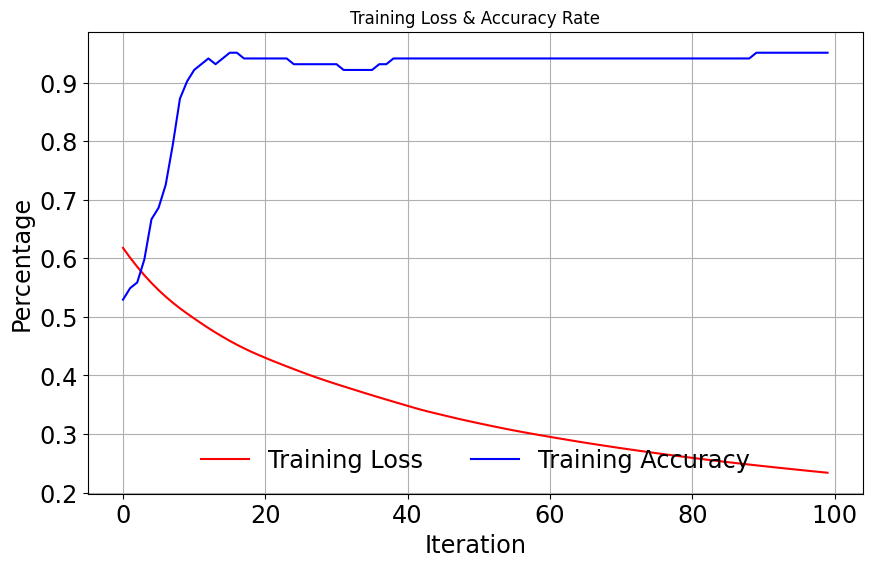 Training Loss & Accuracy Rate
Percentage
0.9
0.8
0.7
0.6
0.5
0.4
0.3
0.2
Training Loss Training Accuracy
0 20 40 60 80 100
Iteration